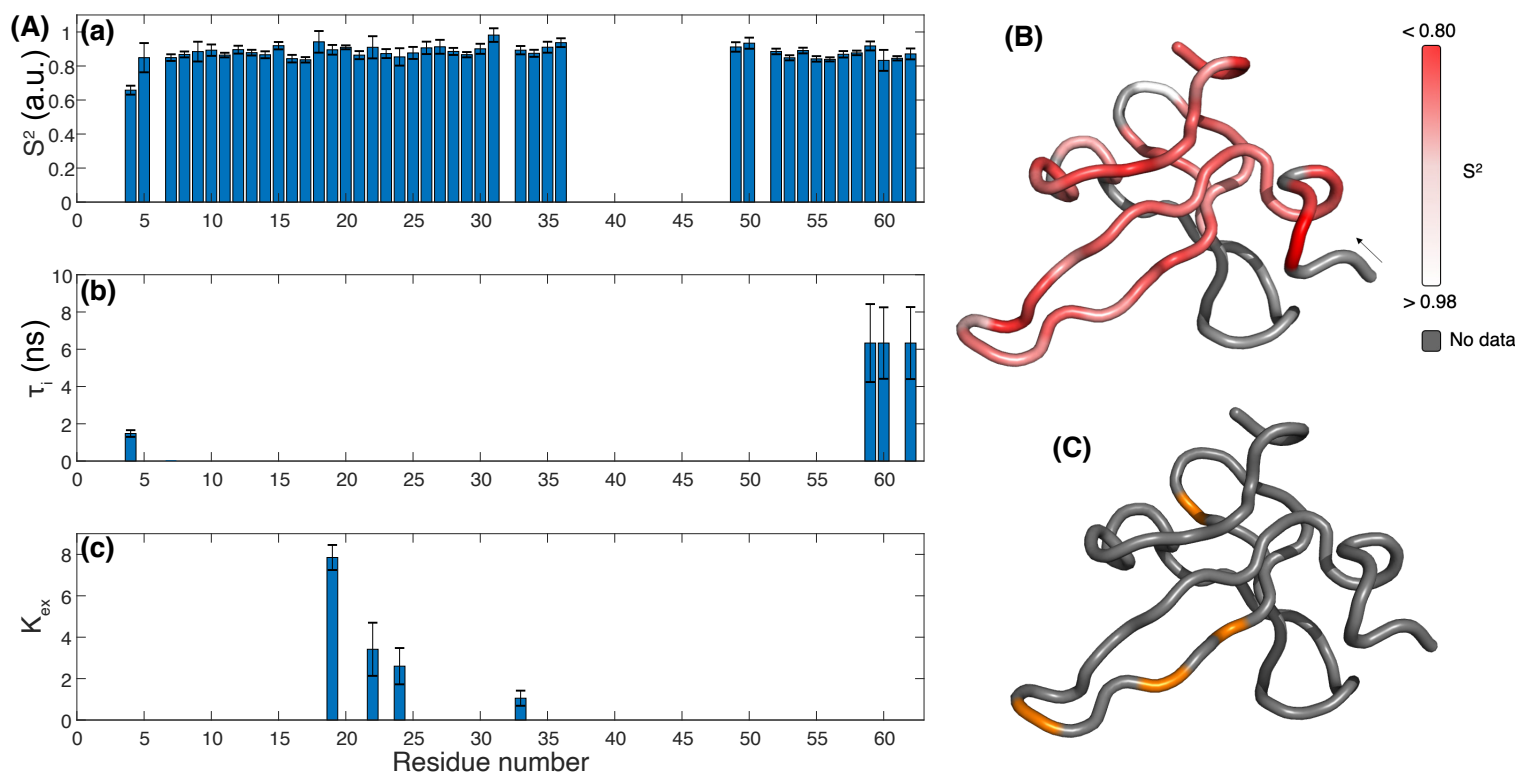 (A)
(a)
S² (a.u.)
1
0.8
0.6
0.4
0.2
0
0 5 10 15 20 25 30 35 40 45 50 55 60
(b)
τi (ns)
10
8
6
4
2
0
0 5 10 15 20 25 30 35 40 45 50 55 60
(c)
Kex
8
6
4
2
0
0 5 10 15 20 25 30 35 40 45 50 55 60
Residue number
(B)
< 0.80
S²
> 0.98
No data
(C)